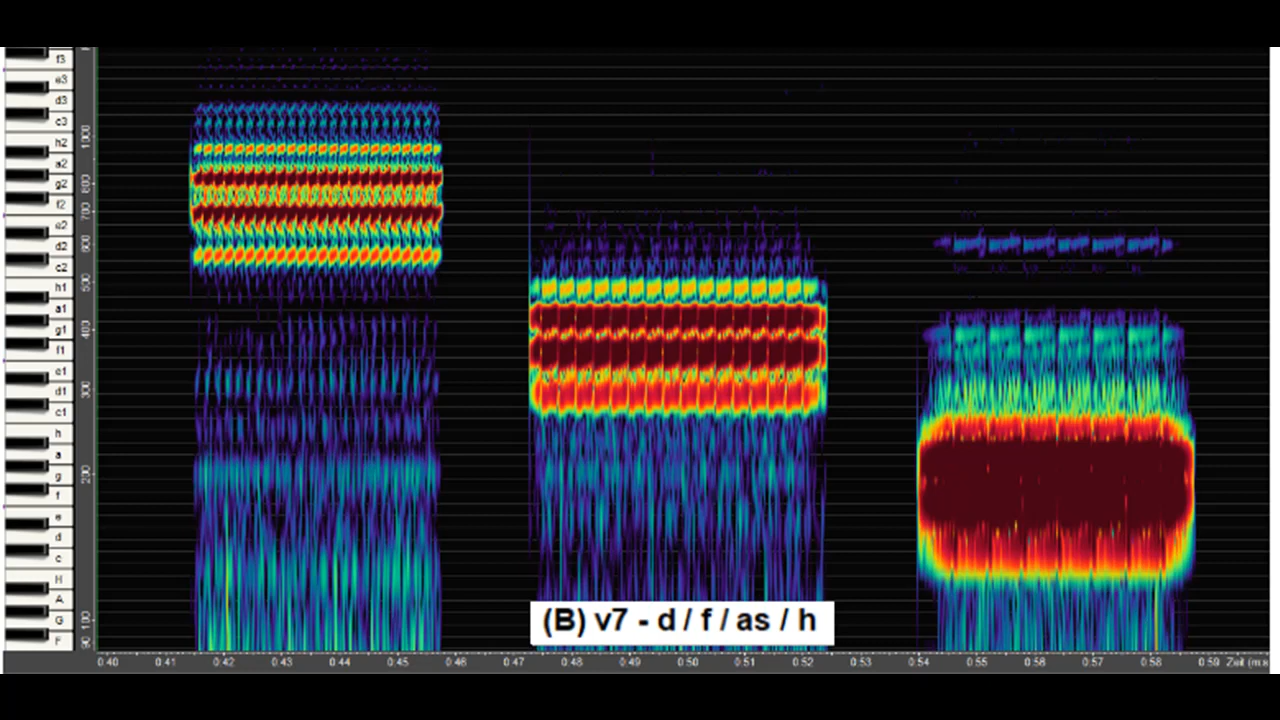 f3
e3
d3
c3
h2
a2
g2
f2
e2
d2
c2
h1
a1
g1
f1
e1
d1
c1
h
a
g
f
e
d
c
H
A
G
F
1000
800
700
600
500
400
300
200
100
90
(B) v7 - d / f / as / h
0.40 0.41 0.42 0.43 0.44 0.45 0.46 0.47 0.48 0.49 0.50 0.51 0.52 0.53 0.54 0.55 0.56 0.57 0.58 0.59 Zeit (m:s